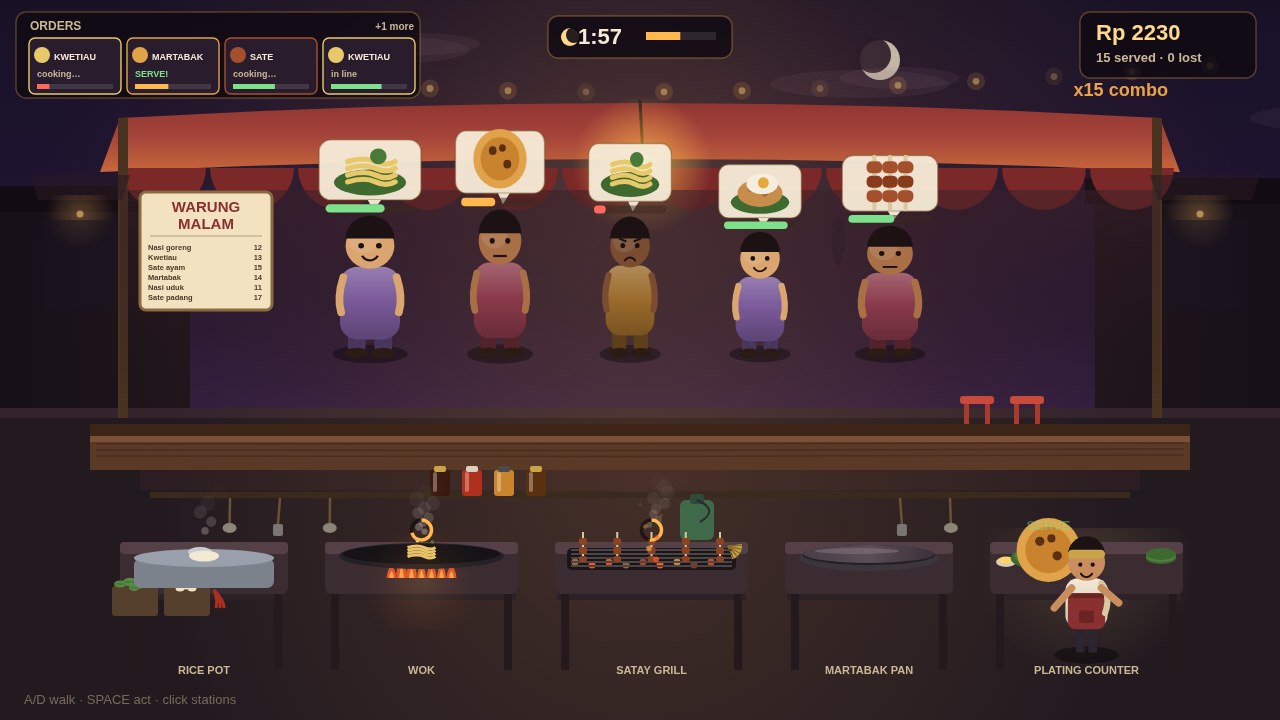 ORDERS
+1 more
KWETIAU
cooking...
MARTABAK
SERVE!
SATE
cooking...
KWETIAU
in line
1:57
Rp 2230
15 served · 0 lost
x15 combo
WARUNG
MALAM
Nasi goreng 12
Kwetiau 13
Sate ayam 15
Martabak 14
Nasi uduk 11
Sate padang 17
RICE POT
WOK
SATAY GRILL
MARTABAK PAN
PLATING COUNTER
A/D walk · SPACE act · click stations